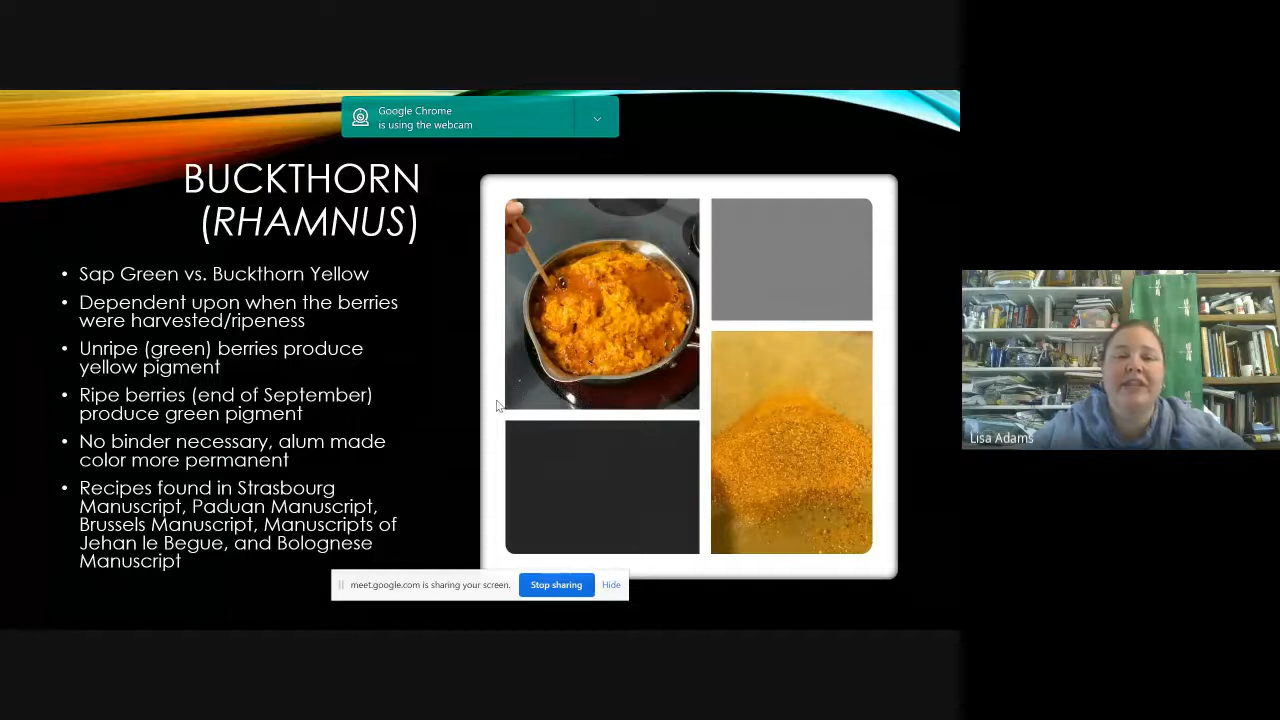 Google Chrome
is using the webcam
BUCKTHORN
(RHAMNUS)
• Sap Green vs. Buckthorn Yellow
• Dependent upon when the berries
were harvested/ripeness
• Unripe (green) berries produce
yellow pigment
• Ripe berries (end of September)
produce green pigment
• No binder necessary, alum made
color more permanent
• Recipes found in Strasbourg
Manuscript, Paduan Manuscript,
Brussels Manuscript, Manuscripts of
Jehan le Begue, and Bolognese
Manuscript
meet.google.com is sharing your screen.
Stop sharing
Hide
Lisa Adams